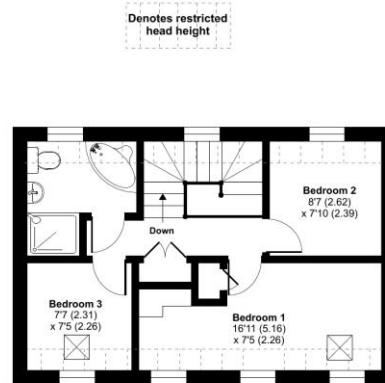 Denotes restricted
head height
Bedroom 2
8'7 (2.62)
x 7'10 (2.39)
Down
Bedroom 3
7'7 (2.31)
x 7'5 (2.26)
Bedroom 1
16'11 (5.16)
x 7'5 (2.26)